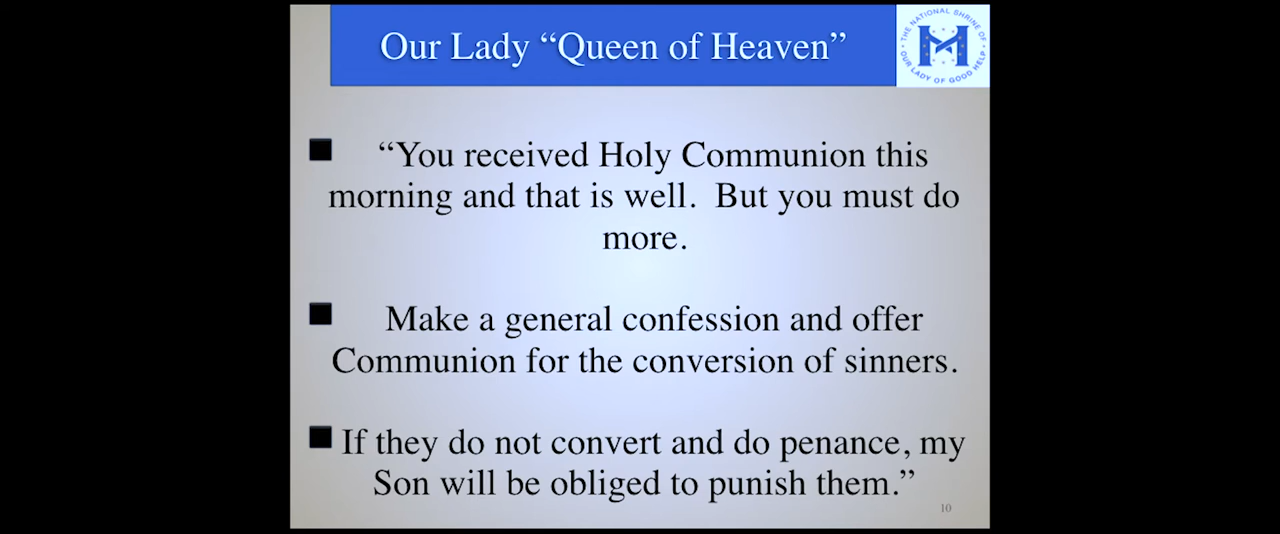 Our Lady “Queen of Heaven”
THE NATIONAL SHRINE OF
OUR LADY OF GOOD HELP
“You received Holy Communion this
morning and that is well.  But you must do
more.
Make a general confession and offer
Communion for the conversion of sinners.
If they do not convert and do penance, my
Son will be obliged to punish them.”
10